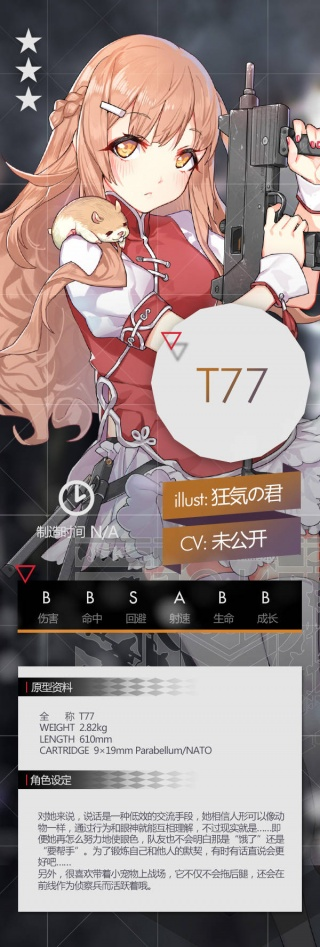 T77
illust: 狂気の君
CV: 未公开
制造时间 N/A
B B S A B B
伤害 命中 回避 射速 生命 成长
原型资料
全 称 T77
WEIGHT 2.82kg
LENGTH 610mm
CARTRIDGE 9×19mm Parabellum/NATO
角色设定
对她来说，说话是一种低效的交流手段，她相信人形可以像动
物一样，通过行为和眼神就能互相理解，不过现实就是……即
便她再怎么努力地使眼色，队友也不会明白那是“饿了”还是
“要帮手”。为了锻炼自己和他人的默契，有时有话直说会更
好吧……
另外，很喜欢带着小宠物上战场，它不仅不会拖后腿，还会在
前线作为侦察兵而活跃着哦。